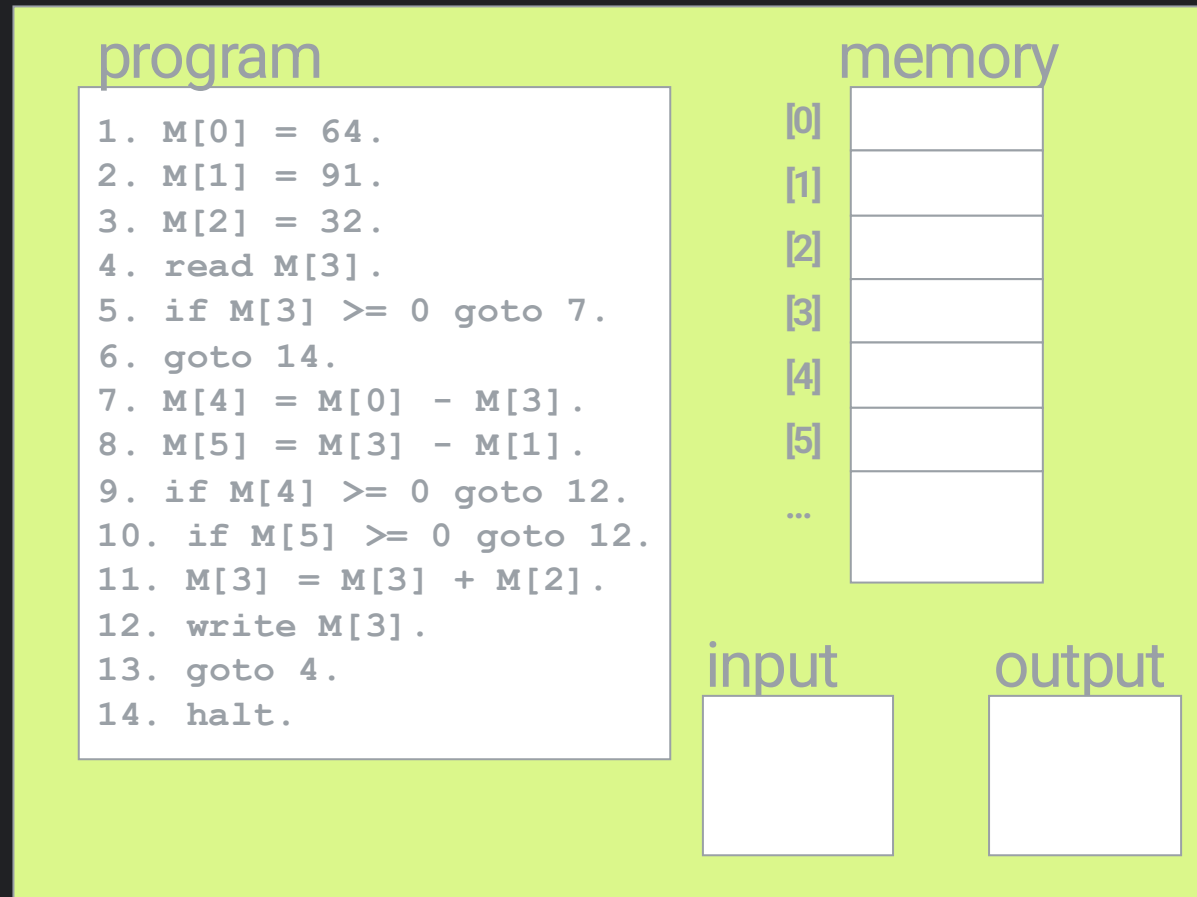 program
1. M[0] = 64.
2. M[1] = 91.
3. M[2] = 32.
4. read M[3].
5. if M[3] >= 0 goto 7.
6. goto 14.
7. M[4] = M[0] - M[3].
8. M[5] = M[3] - M[1].
9. if M[4] >= 0 goto 12.
10. if M[5] >= 0 goto 12.
11. M[3] = M[3] + M[2].
12. write M[3].
13. goto 4.
14. halt.
memory
[0]
[1]
[2]
[3]
[4]
[5]
...
input
output